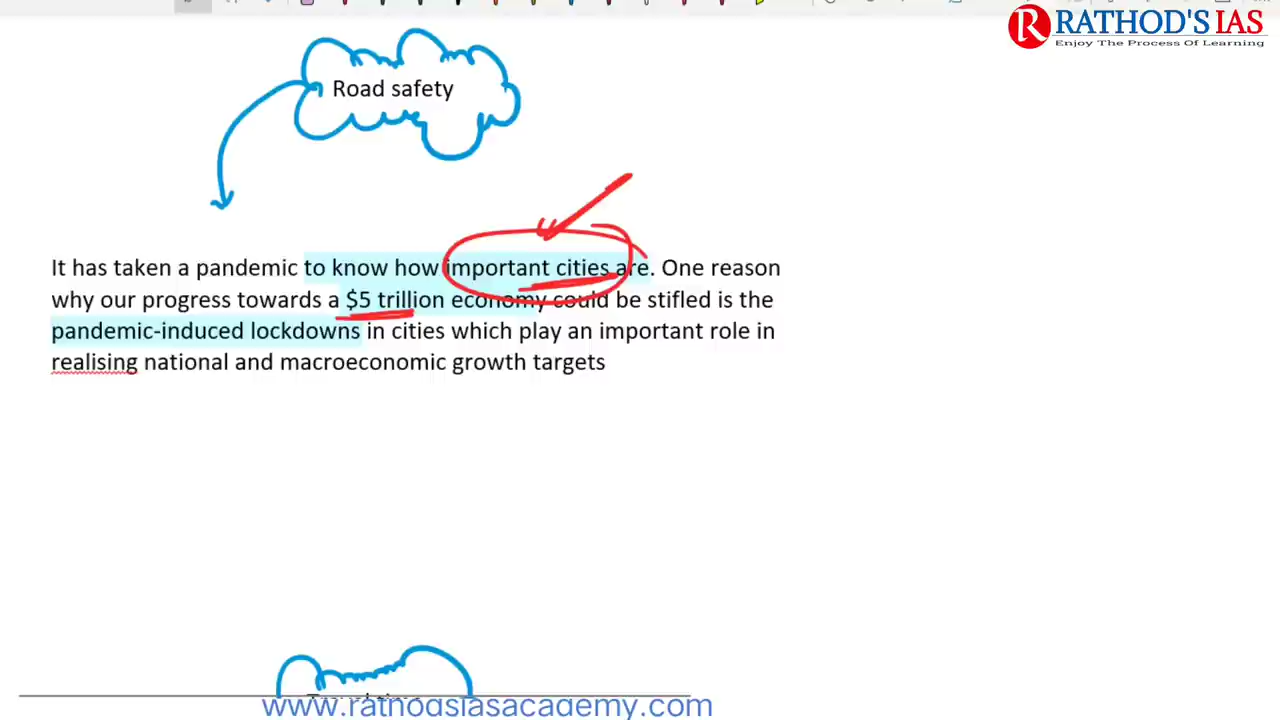 RATHOD'S IAS
Enjoy The Process Of Learning
Road safety
It has taken a pandemic to know how important cities are. One reason
why our progress towards a $5 trillion economy could be stifled is the
pandemic-induced lockdowns in cities which play an important role in
realising national and macroeconomic growth targets
www.rathodsiasacademy.com